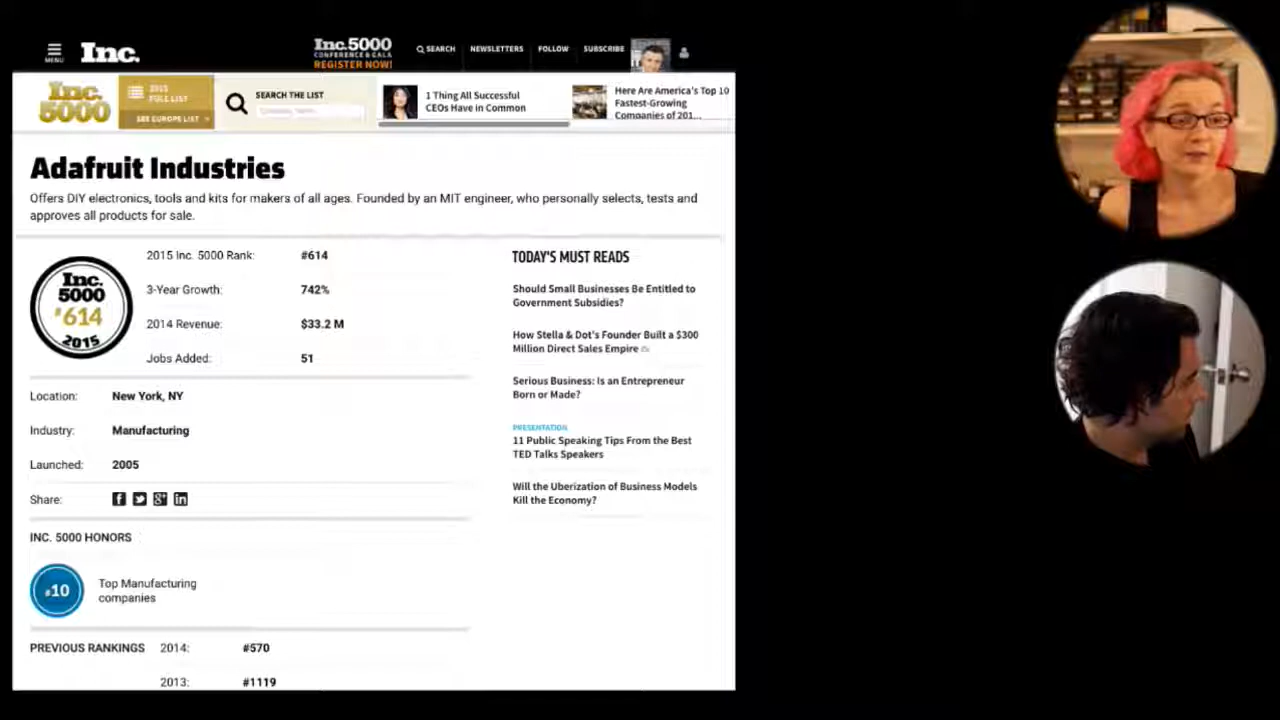 MENU
Inc.
Inc.5000
CONFERENCE & GALA
REGISTER NOW!
SEARCH
NEWSLETTERS
FOLLOW
SUBSCRIBE
Inc.
5000
2015
FULL LIST
SEE EUROPE LIST >
SEARCH THE LIST
1 Thing All Successful
CEOs Have in Common
Here Are America's Top 10
Fastest-Growing
Companies of 201...
Adafruit Industries
Offers DIY electronics, tools and kits for makers of all ages. Founded by an MIT engineer, who personally selects, tests and
approves all products for sale.
Inc.
5000
#614
2015
2015 Inc. 5000 Rank: #614
3-Year Growth: 742%
2014 Revenue: $33.2 M
Jobs Added: 51
Location: New York, NY
Industry: Manufacturing
Launched: 2005
Share:
INC. 5000 HONORS
#10
Top Manufacturing
companies
PREVIOUS RANKINGS 2014: #570
2013: #1119
TODAY'S MUST READS
Should Small Businesses Be Entitled to
Government Subsidies?
How Stella & Dot's Founder Built a $300
Million Direct Sales Empire
Serious Business: Is an Entrepreneur
Born or Made?
PRESENTATION
11 Public Speaking Tips From the Best
TED Talks Speakers
Will the Uberization of Business Models
Kill the Economy?